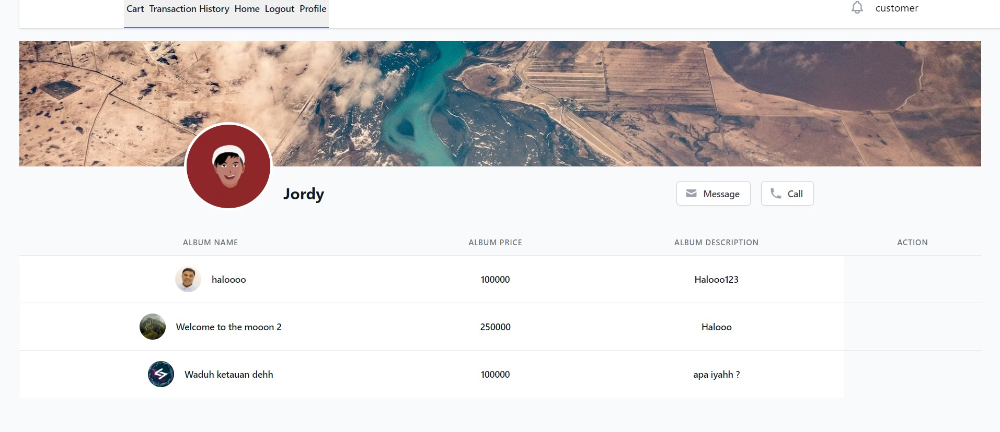 Cart Transaction History Home Logout Profile
customer
Jordy
Message
Call
ALBUM NAME ALBUM PRICE ALBUM DESCRIPTION ACTION
haloooo 100000 Halooo123
Welcome to the mooon 2 250000 Halooo
Waduh ketauan dehh 100000 apa iyahh ?